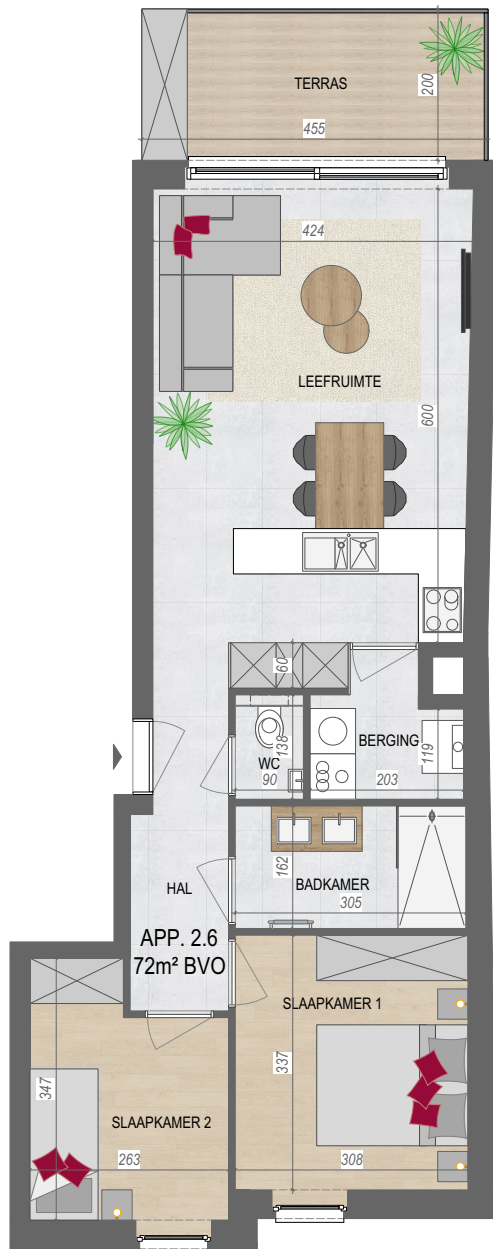 TERRAS
200
455
424
LEEFRUIMTE
600
60
138
BERGING
119
WC
90
203
162
HAL
BADKAMER
305
APP. 2.6
72m² BVO
SLAAPKAMER 1
337
347
SLAAPKAMER 2
263
308